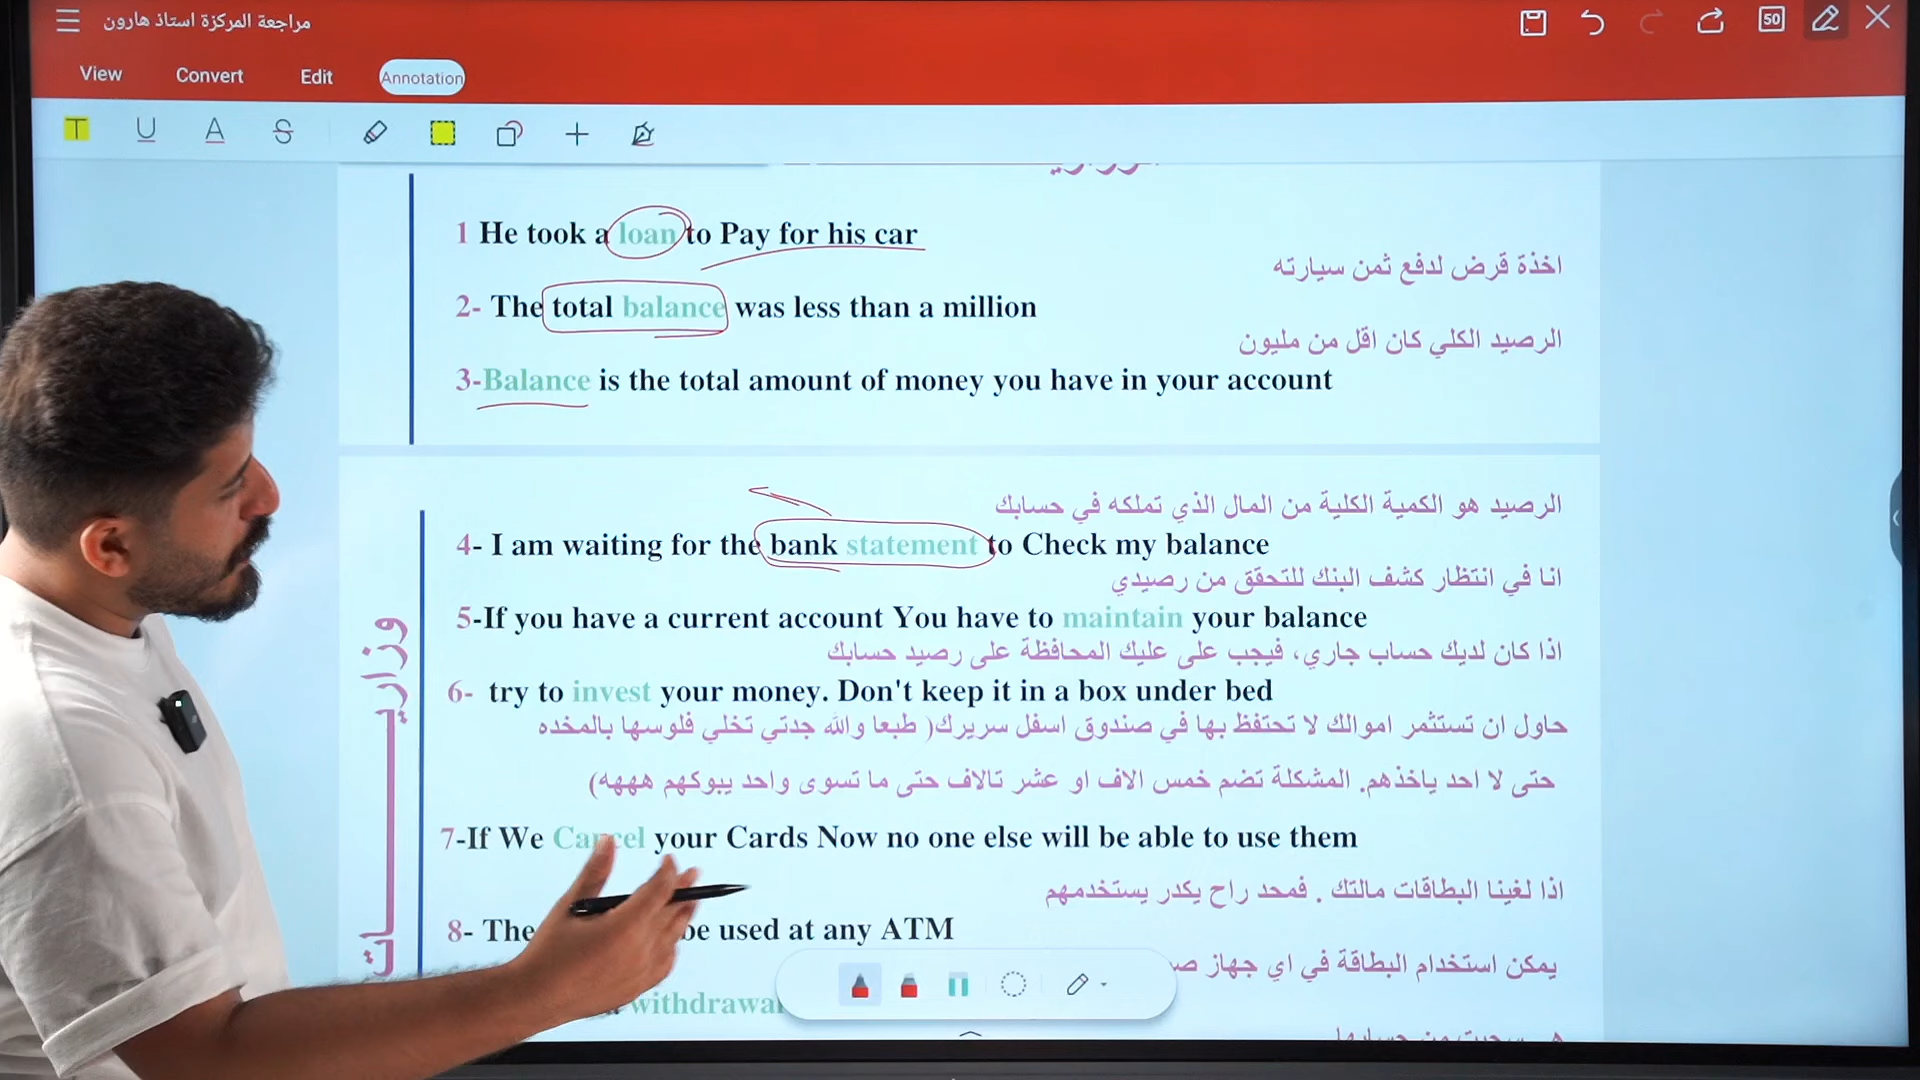 مراجعة المركزة استاذ هارون
50
View Convert Edit Annotation
1 He took a loan to Pay for his car
اخذة قرض لدفع ثمن سيارته
2- The total balance was less than a million
الرصيد الكلي كان اقل من مليون
3-Balance is the total amount of money you have in your account
الرصيد هو الكمية الكلية من المال الذي تملكه في حسابك
4- I am waiting for the bank statement to Check my balance
انا في انتظار كشف البنك للتحقق من رصيدي
5-If you have a current account You have to maintain your balance
اذا كان لديك حساب جاري، فيجب على عليك المحافظة على رصيد حسابك
6- try to invest your money. Don't keep it in a box under bed
حاول ان تستثمر اموالك لا تحتفظ بها في صندوق اسفل سريرك( طبعا والله جدتي تخلي فلوسها بالمخده
حتى لا احد ياخذهم. المشكلة تضم خمس الاف او عشر تالاف حتى ما تسوى واحد يبوكهم هههه)
7-If We Cancel your Cards Now no one else will be able to use them
اذا لغينا البطاقات مالتك . فمحد راح يكدر يستخدمهم
8- The be used at any ATM
يمكن استخدام البطاقة في اي جهاز
withdrawal
وزاريـــــات